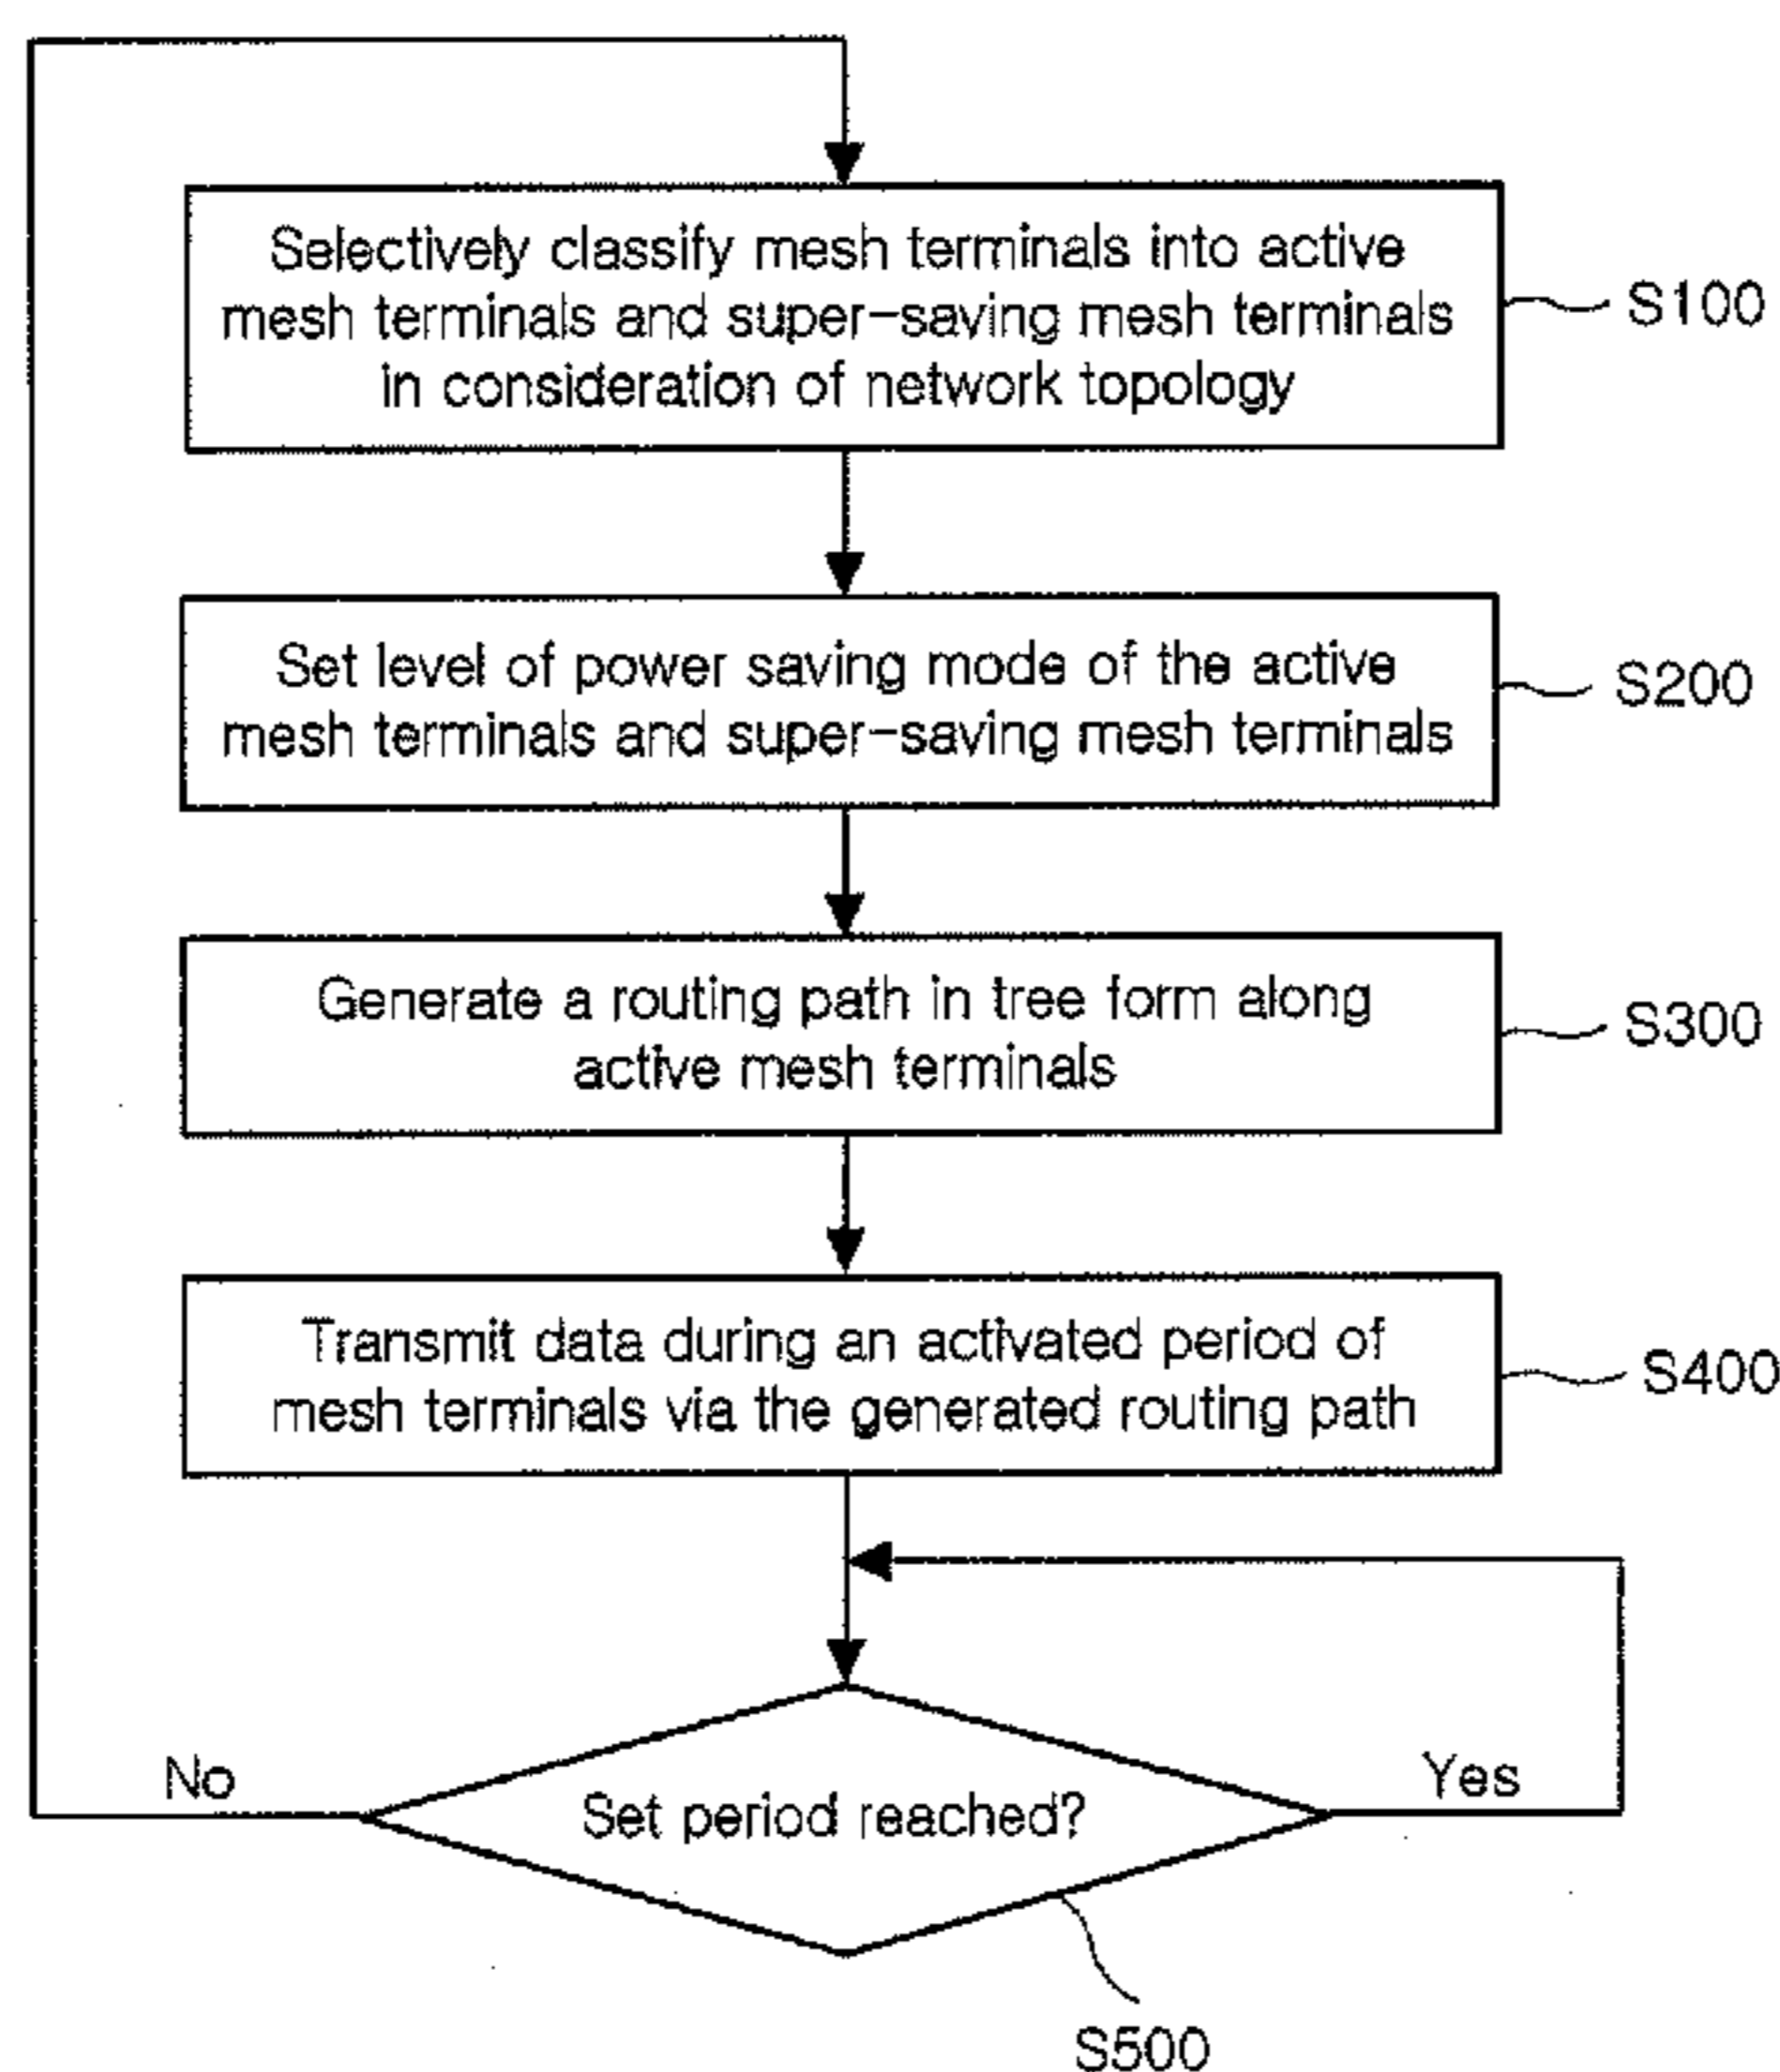 Selectively classify mesh terminals into active
mesh terminals and super-saving mesh terminals
in consideration of network topology
S100
Set level of power saving mode of the active
mesh terminals and super-saving mesh terminals
S200
Generate a routing path in tree form along
active mesh terminals
S300
Transmit data during an activated period of
mesh terminals via the generated routing path
S400
No
Set period reached?
Yes
S500